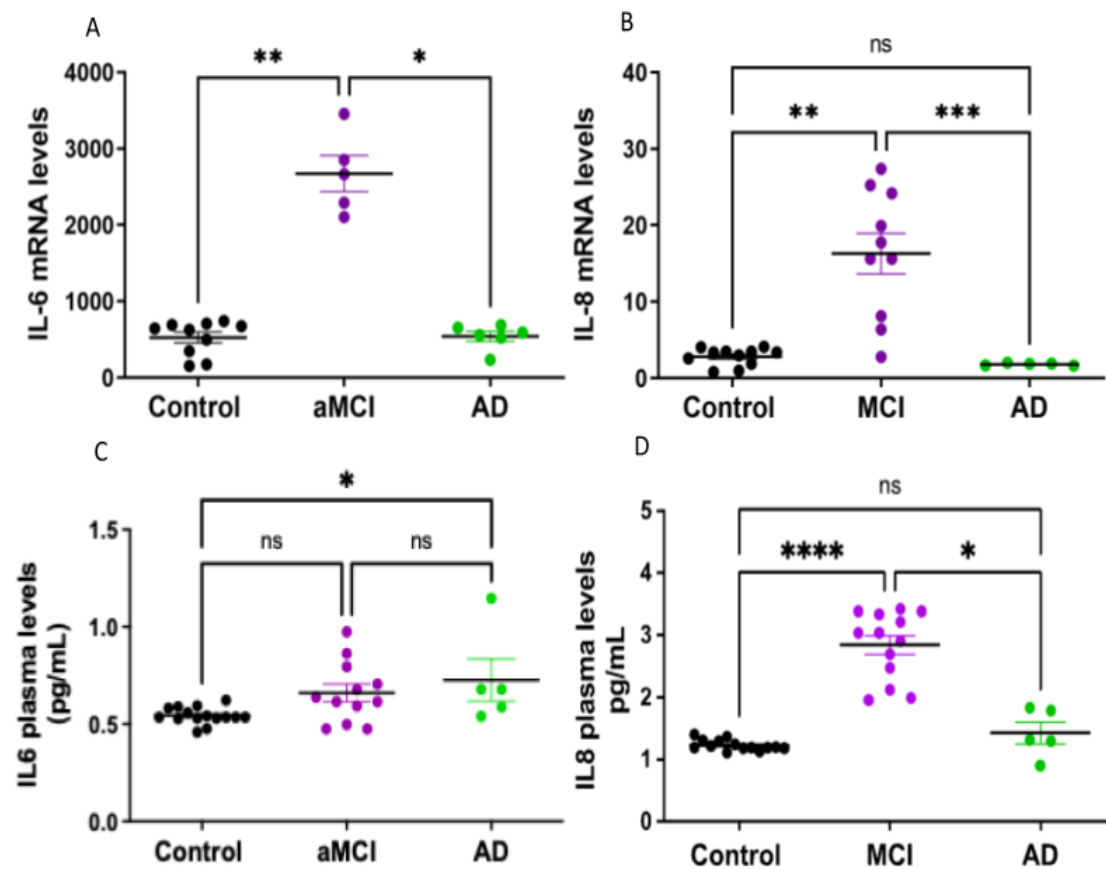 A
** *
IL-6 mRNA levels
4000
3000
2000
1000
0
Control aMCI AD
B
ns
** ***
IL-8 mRNA levels
40
30
20
10
0
Control MCI AD
C
*
ns ns
IL6 plasma levels
(pg/mL)
1.5
1.0
0.5
0.0
Control aMCI AD
D
ns
**** *
IL8 plasma levels
pg/mL
5
4
3
2
1
0
Control MCI AD